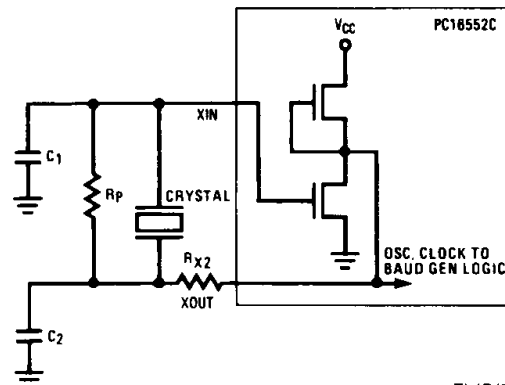 PC16552C
VCC
XIN
C1
RP
CRYSTAL
RX2
XOUT
OSC. CLOCK TO
BAUD GEN LOGIC
C2